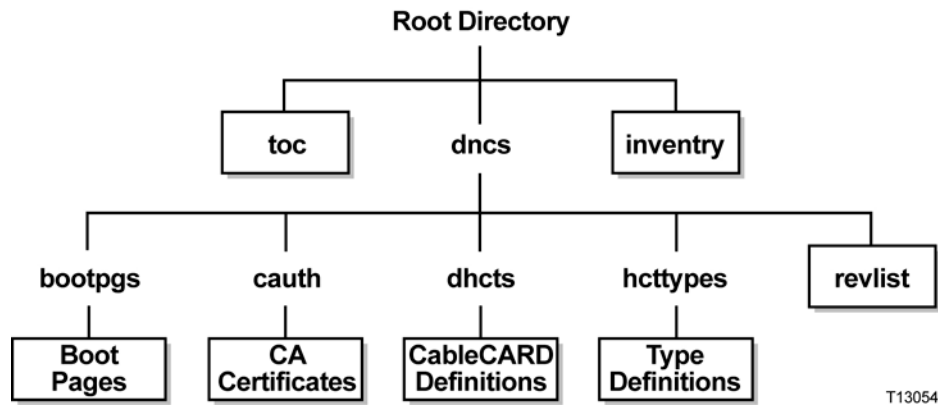 Root Directory
toc
dncs
inventry
bootpgs
cauth
dhcts
hcttypes
revlist
Boot
Pages
CA
Certificates
CableCARD
Definitions
Type
Definitions
T13054